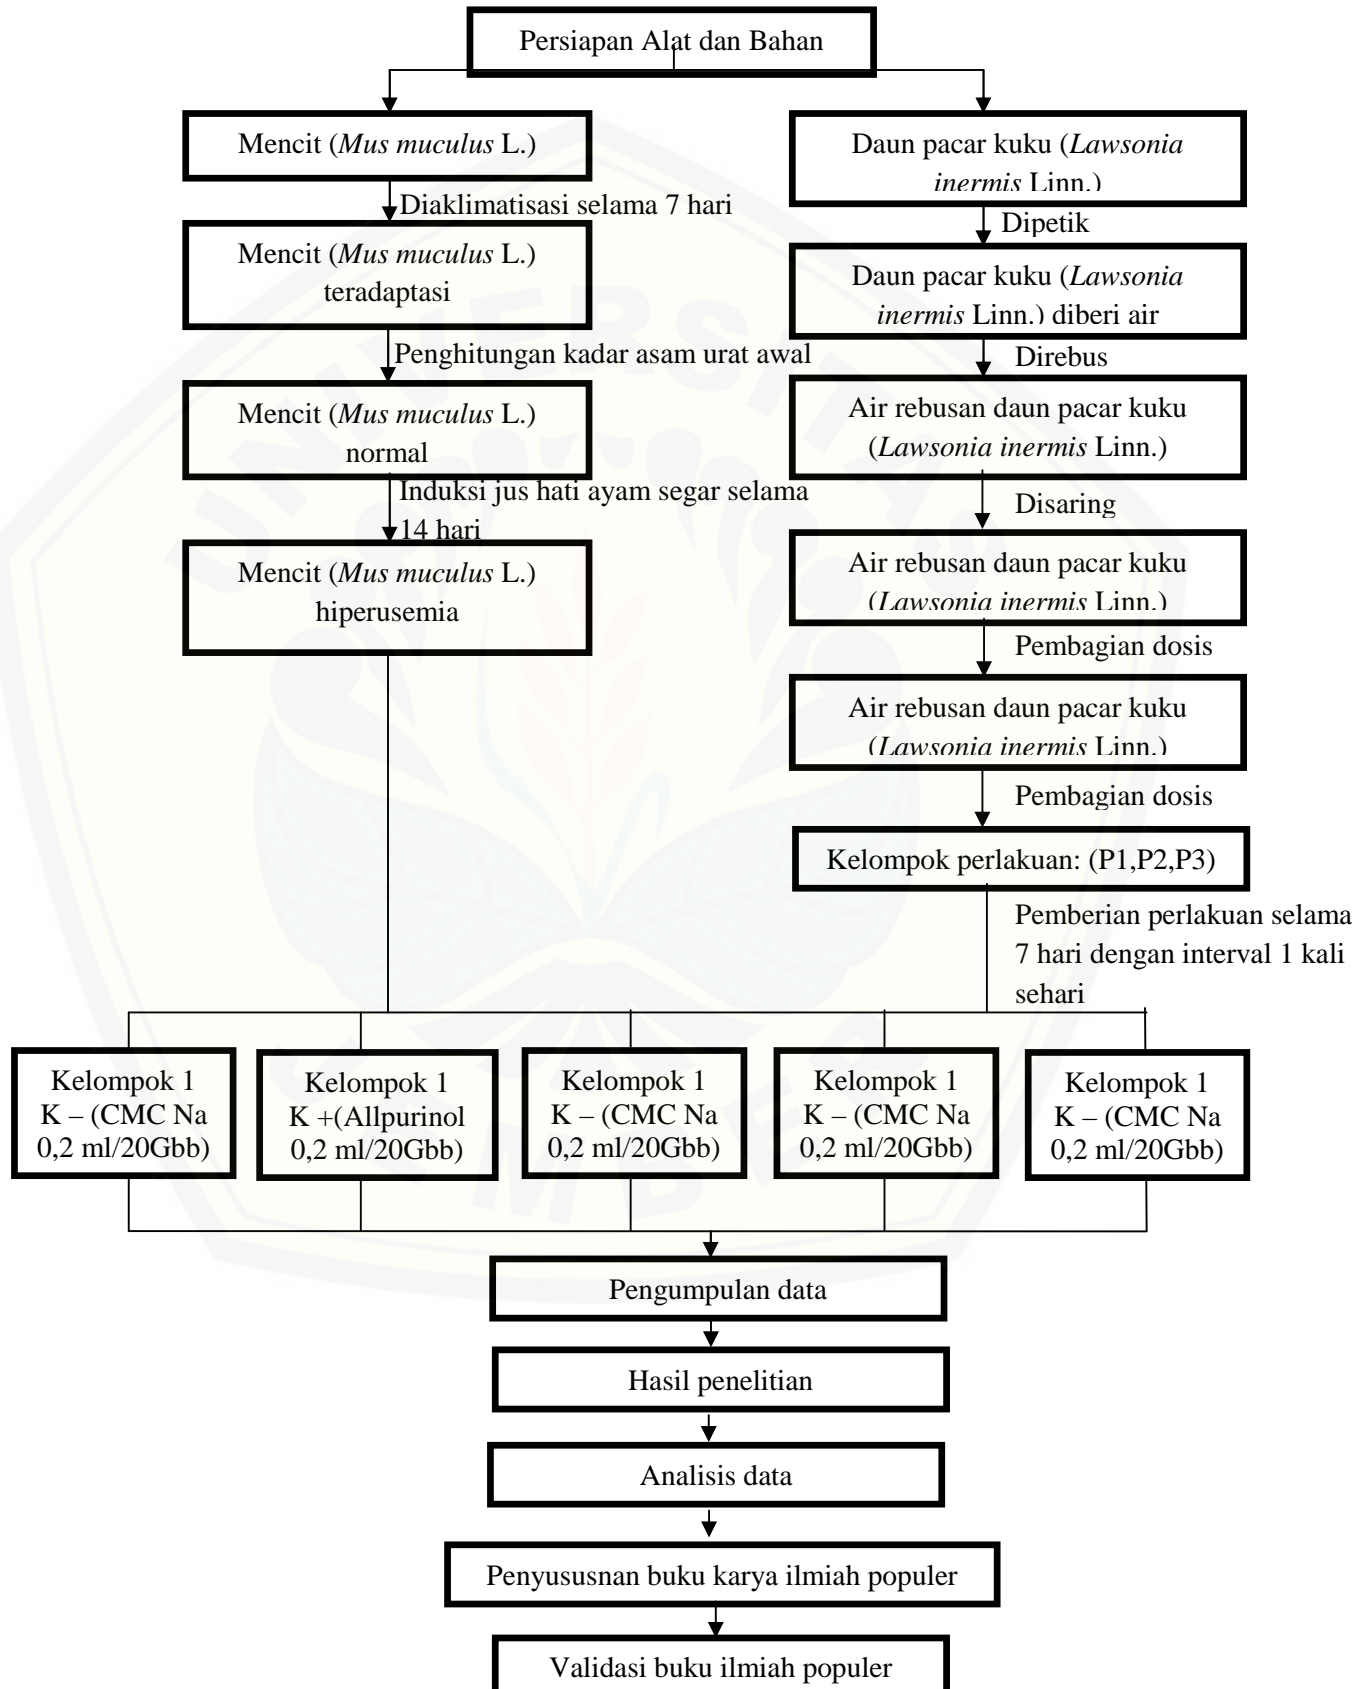 Persiapan Alat dan Bahan
Mencit (Mus muculus L.)
Diaklimatisasi selama 7 hari
Mencit (Mus muculus L.)
teradaptasi
Penghitungan kadar asam urat awal
Mencit (Mus muculus L.)
normal
Induksi jus hati ayam segar selama
14 hari
Mencit (Mus muculus L.)
hiperusemia
Daun pacar kuku (Lawsonia
inermis Linn.)
Dipetik
Daun pacar kuku (Lawsonia
inermis Linn.) diberi air
Direbus
Air rebusan daun pacar kuku
(Lawsonia inermis Linn.)
Disaring
Air rebusan daun pacar kuku
(Lawsonia inermis Linn.)
Pembagian dosis
Air rebusan daun pacar kuku
(Lawsonia inermis Linn.)
Pembagian dosis
Kelompok perlakuan: (P1,P2,P3)
Pemberian perlakuan selama
7 hari dengan interval 1 kali
sehari
Kelompok 1
K – (CMC Na
0,2 ml/20Gbb)
Kelompok 1
K +(Allpurinol
0,2 ml/20Gbb)
Kelompok 1
K – (CMC Na
0,2 ml/20Gbb)
Kelompok 1
K – (CMC Na
0,2 ml/20Gbb)
Kelompok 1
K – (CMC Na
0,2 ml/20Gbb)
Pengumpulan data
Hasil penelitian
Analisis data
Penyususnan buku karya ilmiah populer
Validasi buku ilmiah populer
UNIVERSITAS
JEMBER